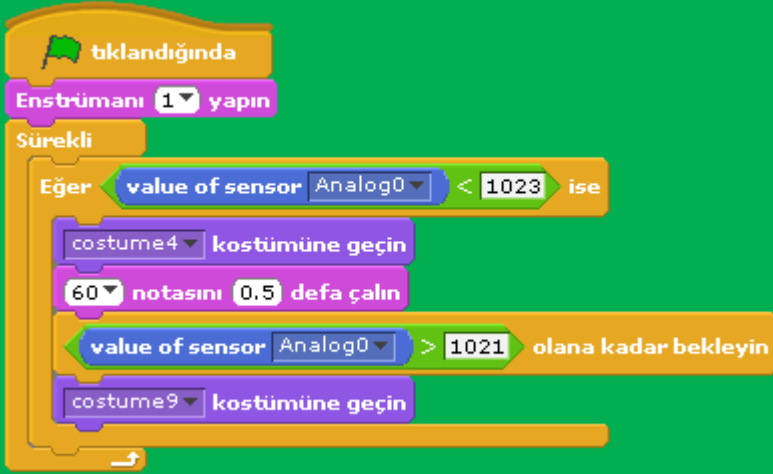 tıklandığında
Enstrümanı 1 yapın
Sürekli
Eğer value of sensor Analog0 < 1023 ise
costume4 kostümüne geçin
60 notasını 0.5 defa çalın
value of sensor Analog0 > 1021 olana kadar bekleyin
costume9 kostümüne geçin